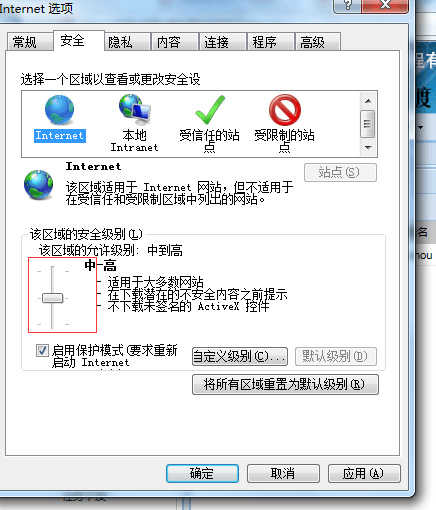 Internet 选项
?
常规 安全 隐私 内容 连接 程序 高级
选择一个区域以查看或更改安全设
Internet
本地
Intranet
受信任的站
点
受限制的站
点
Internet
站点(S)
该区域适用于 Internet 网站，但不适用于
在受信任和受限制区域中列出的网站。
该区域的安全级别(L)
该区域的允许级别: 中到高
中-高
- 适用于大多数网站
- 在下载潜在的不安全内容之前提示
- 不下载未签名的 ActiveX 控件
启用保护模式(要求重新
启动 Internet
自定义级别(C)...
默认级别(D)
将所有区域重置为默认级别(R)
确定
取消
应用(A)
程有
度
名
hou